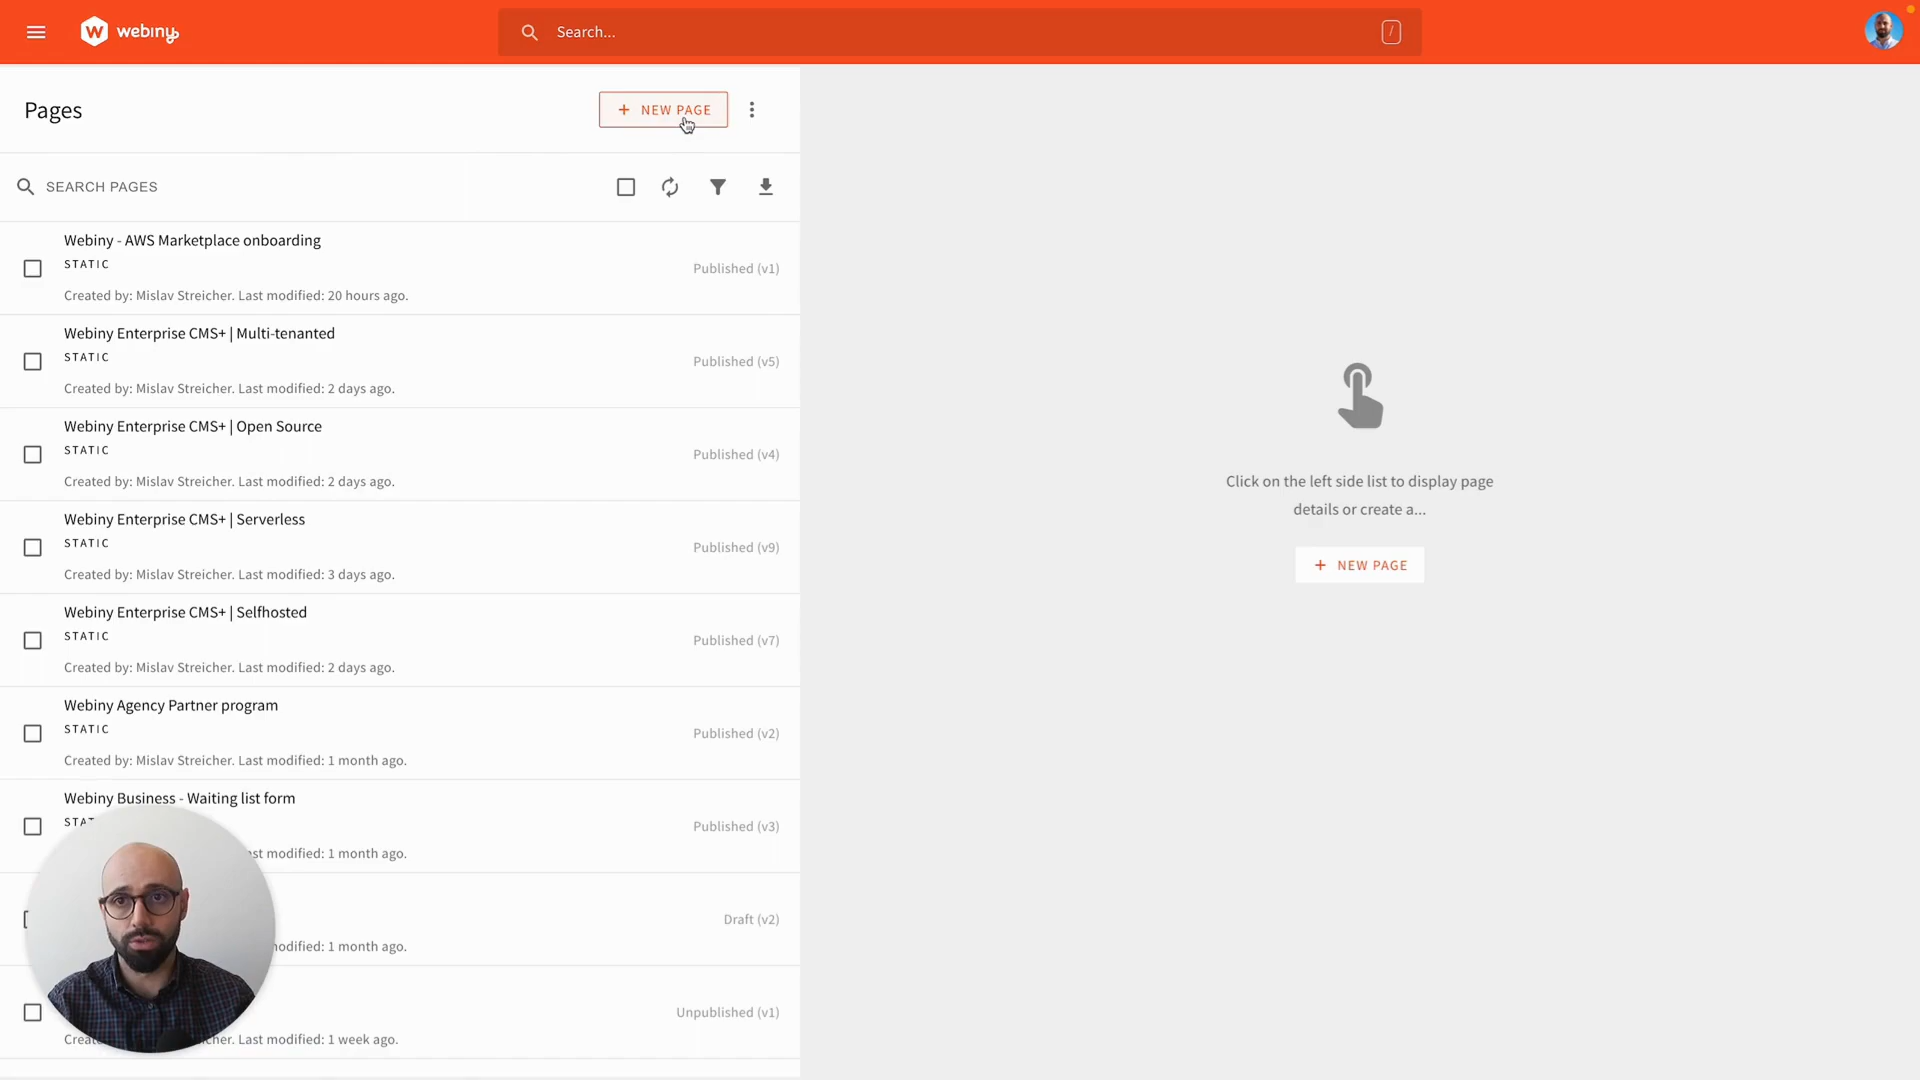 webiny
Search...
/
Pages
+ NEW PAGE
SEARCH PAGES
Webiny - AWS Marketplace onboarding
STATIC
Published (v1)
Created by: Mislav Streicher. Last modified: 20 hours ago.
Webiny Enterprise CMS+ | Multi-tenanted
STATIC
Published (v5)
Created by: Mislav Streicher. Last modified: 2 days ago.
Webiny Enterprise CMS+ | Open Source
STATIC
Published (v4)
Created by: Mislav Streicher. Last modified: 2 days ago.
Webiny Enterprise CMS+ | Serverless
STATIC
Published (v9)
Created by: Mislav Streicher. Last modified: 3 days ago.
Webiny Enterprise CMS+ | Selfhosted
STATIC
Published (v7)
Created by: Mislav Streicher. Last modified: 2 days ago.
Webiny Agency Partner program
STATIC
Published (v2)
Created by: Mislav Streicher. Last modified: 1 month ago.
Webiny Business - Waiting list form
Published (v3)
modified: 1 month ago.
Draft (v2)
1 month ago.
Unpublished (v1)
Last modified: 1 week ago.
Click on the left side list to display page
details or create a...
+ NEW PAGE